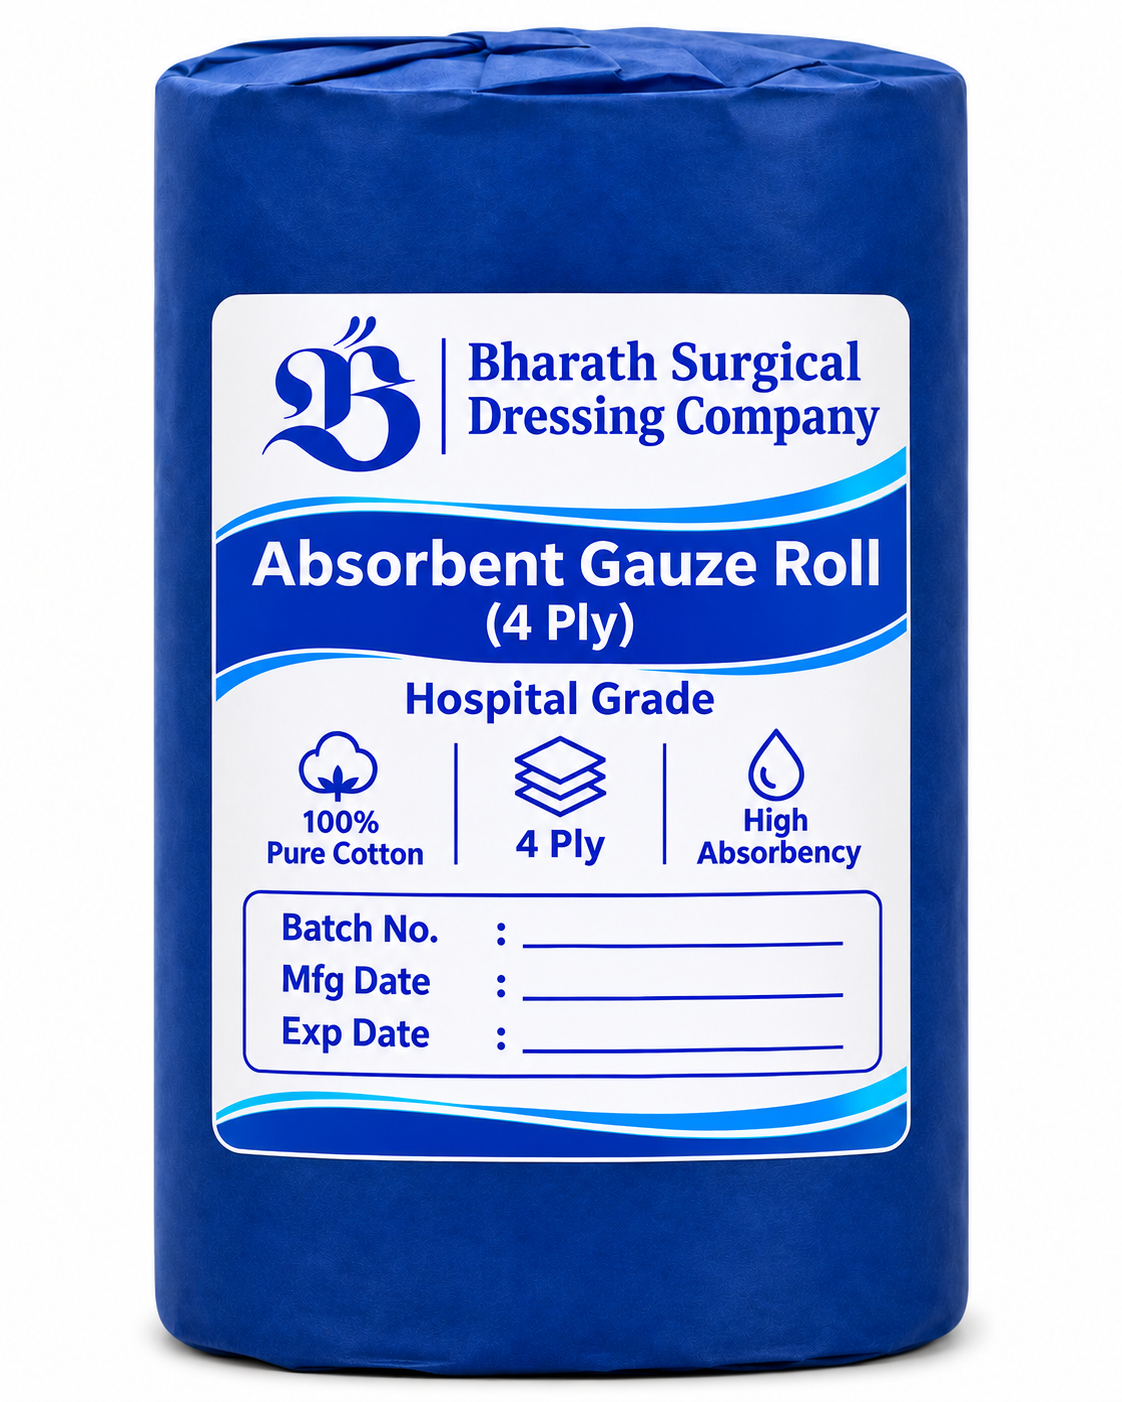 B
Bharath Surgical
Dressing Company
Absorbent Gauze Roll
(4 Ply)
Hospital Grade
100%
Pure Cotton
4 Ply
High
Absorbency
Batch No. :
Mfg Date :
Exp Date :